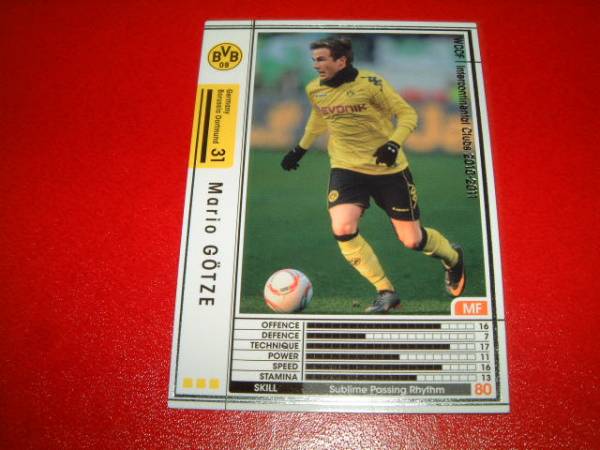 BVB
09
Germany
Borussia Dortmund
31
Mario GÖTZE
WCCF | Intercontinental Clubs 2010-2011
EVONIK
MF
OFFENCE 16
DEFENCE 7
TECHNIQUE 17
POWER 11
SPEED 16
STAMINA 13
SKILL Sublime Passing Rhythm 80